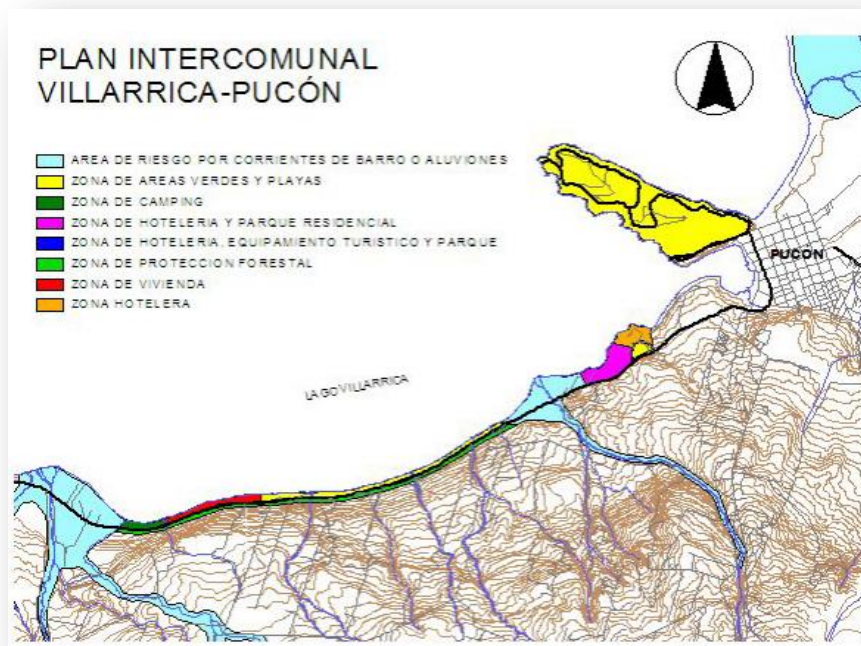 PLAN INTERCOMUNAL
VILLARRICA-PUCÓN
AREA DE RIESGO POR CORRIENTES DE BARRO O ALUVIONES
ZONA DE AREAS VERDES Y PLAYAS
ZONA DE CAMPING
ZONA DE HOTELERIA Y PARQUE RESIDENCIAL
ZONA DE HOTELERIA, EQUIPAMIENTO TURISTICO Y PARQUE
ZONA DE PROTECCION FORESTAL
ZONA DE VIVIENDA
ZONA HOTELERA
PUCÓN
LAGO VILLARRICA